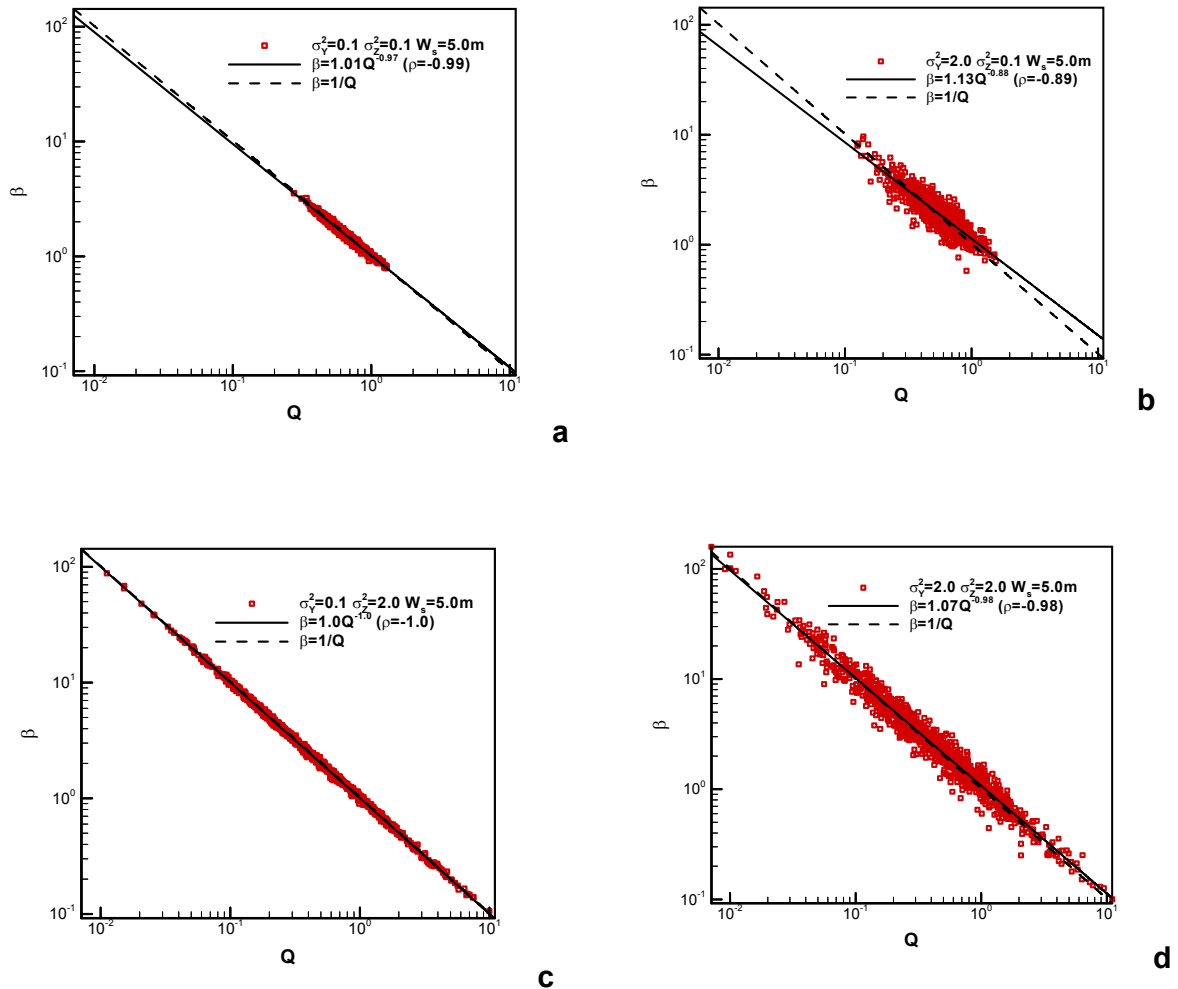 10²
10¹
10⁰
10⁻¹
β
σ²Y=0.1 σ²Z=0.1 Wₛ=5.0m
β=1.01Q⁻⁰·⁹⁷ (ρ=-0.99)
β=1/Q
10⁻² 10⁻¹ 10⁰ 10¹
Q
a
10²
10¹
10⁰
10⁻¹
β
σ²Y=2.0 σ²Z=0.1 Wₛ=5.0m
β=1.13Q⁻⁰·⁸⁸ (ρ=-0.89)
β=1/Q
10⁻² 10⁻¹ 10⁰ 10¹
Q
b
10²
10¹
10⁰
10⁻¹
β
σ²Y=0.1 σ²Z=2.0 Wₛ=5.0m
β=1.0Q⁻¹·⁰ (ρ=-1.0)
β=1/Q
10⁻² 10⁻¹ 10⁰ 10¹
Q
c
10²
10¹
10⁰
10⁻¹
β
σ²Y=2.0 σ²Z=2.0 Wₛ=5.0m
β=1.07Q⁻⁰·⁹⁸ (ρ=-0.98)
β=1/Q
10⁻² 10⁻¹ 10⁰ 10¹
Q
d